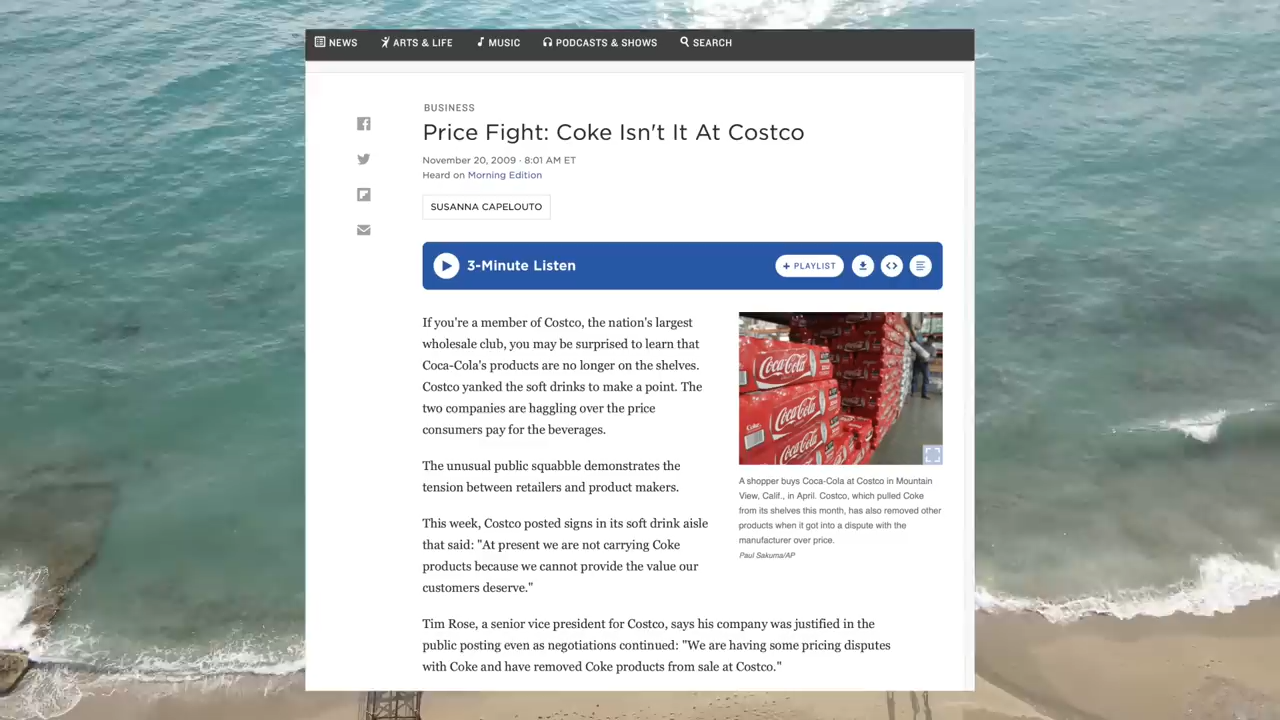 NEWS
ARTS & LIFE
MUSIC
PODCASTS & SHOWS
SEARCH
BUSINESS
Price Fight: Coke Isn't It At Costco
November 20, 2009 · 8:01 AM ET
Heard on Morning Edition
SUSANNA CAPELOUTO
3-Minute Listen
+ PLAYLIST
If you're a member of Costco, the nation's largest
wholesale club, you may be surprised to learn that
Coca-Cola's products are no longer on the shelves.
Costco yanked the soft drinks to make a point. The
two companies are haggling over the price
consumers pay for the beverages.
Coca-Cola
Coca-Cola
Coca-Cola
Coke
A shopper buys Coca-Cola at Costco in Mountain
View, Calif., in April. Costco, which pulled Coke
from its shelves this month, has also removed other
products when it got into a dispute with the
manufacturer over price.
Paul Sakuma/AP
The unusual public squabble demonstrates the
tension between retailers and product makers.
This week, Costco posted signs in its soft drink aisle
that said: "At present we are not carrying Coke
products because we cannot provide the value our
customers deserve."
Tim Rose, a senior vice president for Costco, says his company was justified in the
public posting even as negotiations continued: "We are having some pricing disputes
with Coke and have removed Coke products from sale at Costco."